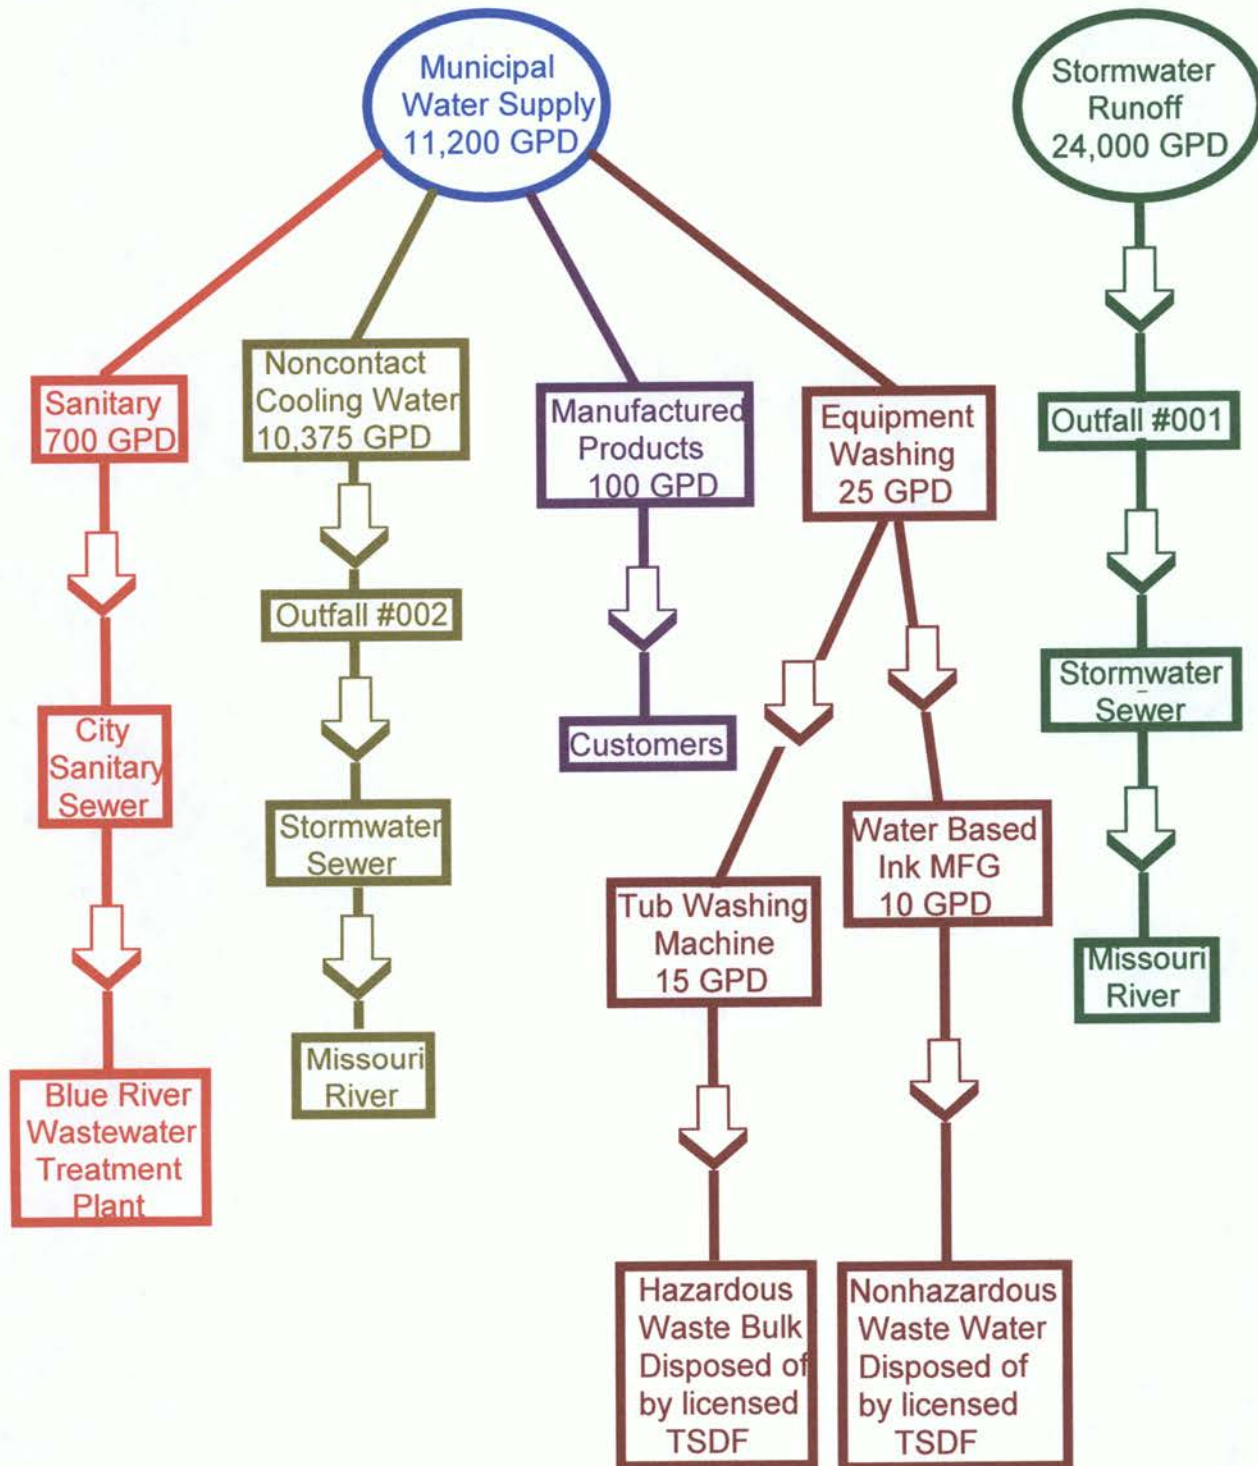 Municipal
Water Supply
11,200 GPD
Stormwater
Runoff
24,000 GPD
Sanitary
700 GPD
Noncontact
Cooling Water
10,375 GPD
Manufactured
Products
100 GPD
Equipment
Washing
25 GPD
Outfall #001
Outfall #002
Stormwater
Sewer
City
Sanitary
Sewer
Customers
Stormwater
Sewer
Water Based
Ink MFG
10 GPD
Tub Washing
Machine
15 GPD
Missouri
River
Missouri
River
Blue River
Wastewater
Treatment
Plant
Hazardous
Waste Bulk
Disposed of
by licensed
TSDF
Nonhazardous
Waste Water
Disposed of
by licensed
TSDF